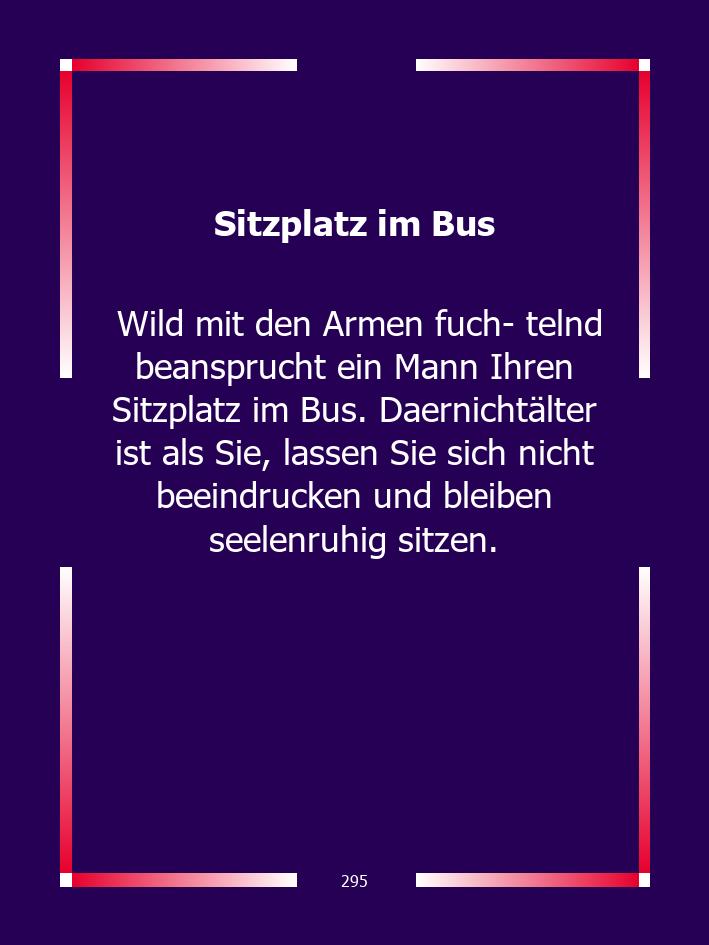 Sitzplatz im Bus
Wild mit den Armen fuch- telnd
beansprucht ein Mann Ihren
Sitzplatz im Bus. Daernichtälter
ist als Sie, lassen Sie sich nicht
beeindrucken und bleiben
seelenruhig sitzen.
295